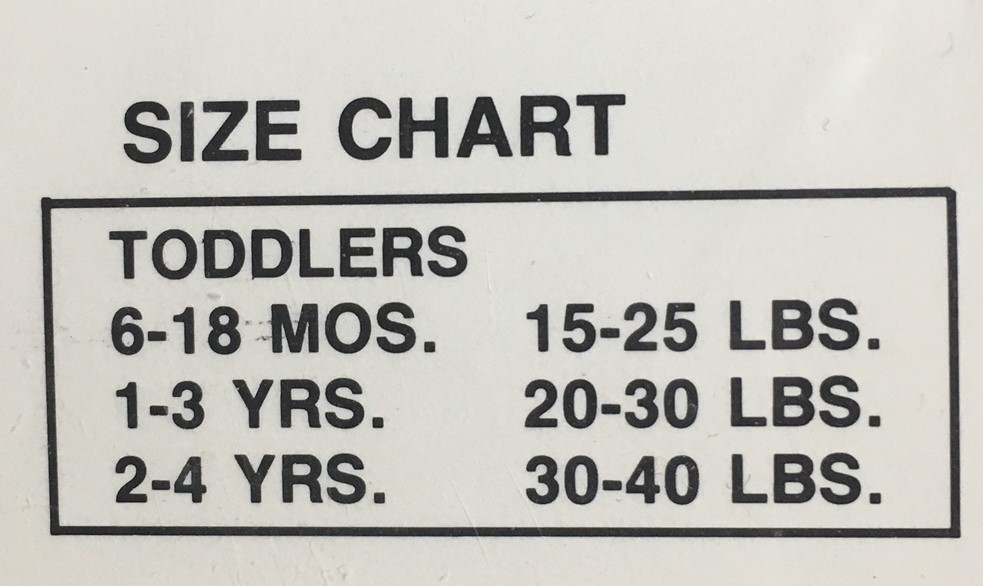 SIZE CHART
TODDLERS
6-18 MOS. 15-25 LBS.
1-3 YRS. 20-30 LBS.
2-4 YRS. 30-40 LBS.